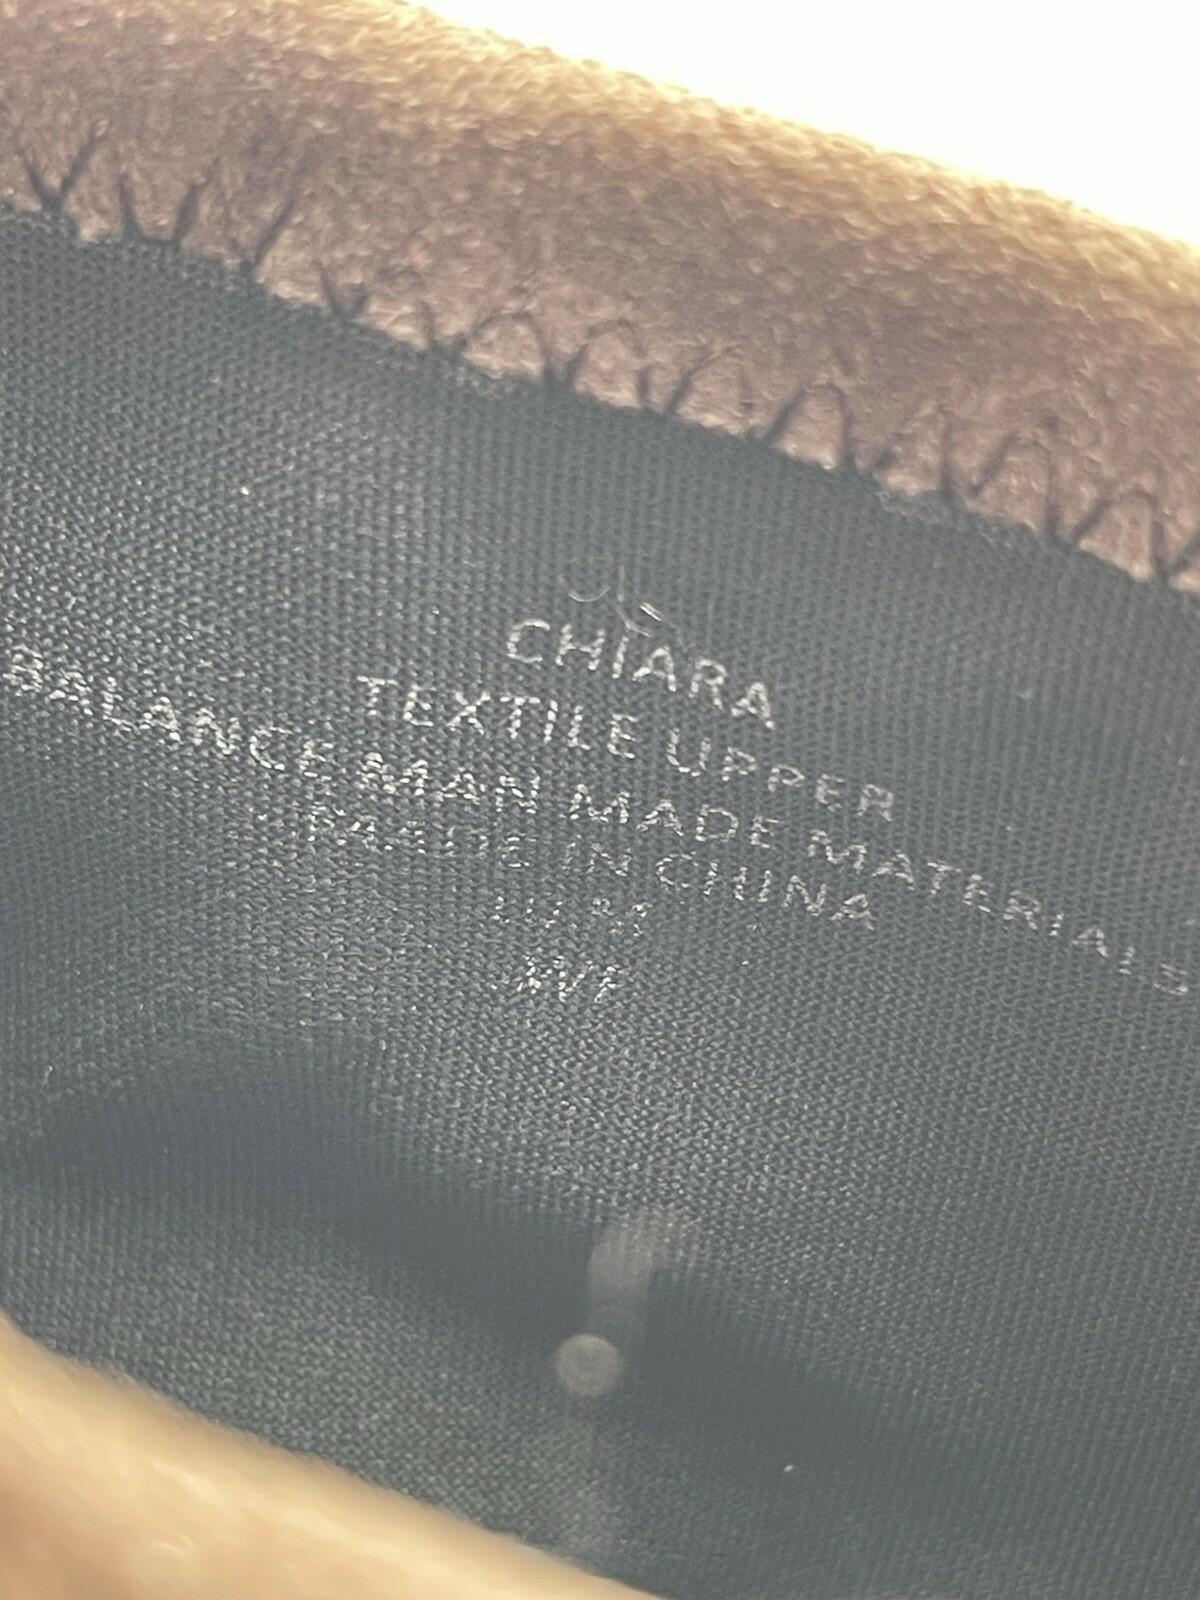 CHIARA
TEXTILE UPPER
BALANCE MAN MADE MATERIALS
MADE IN CHINA